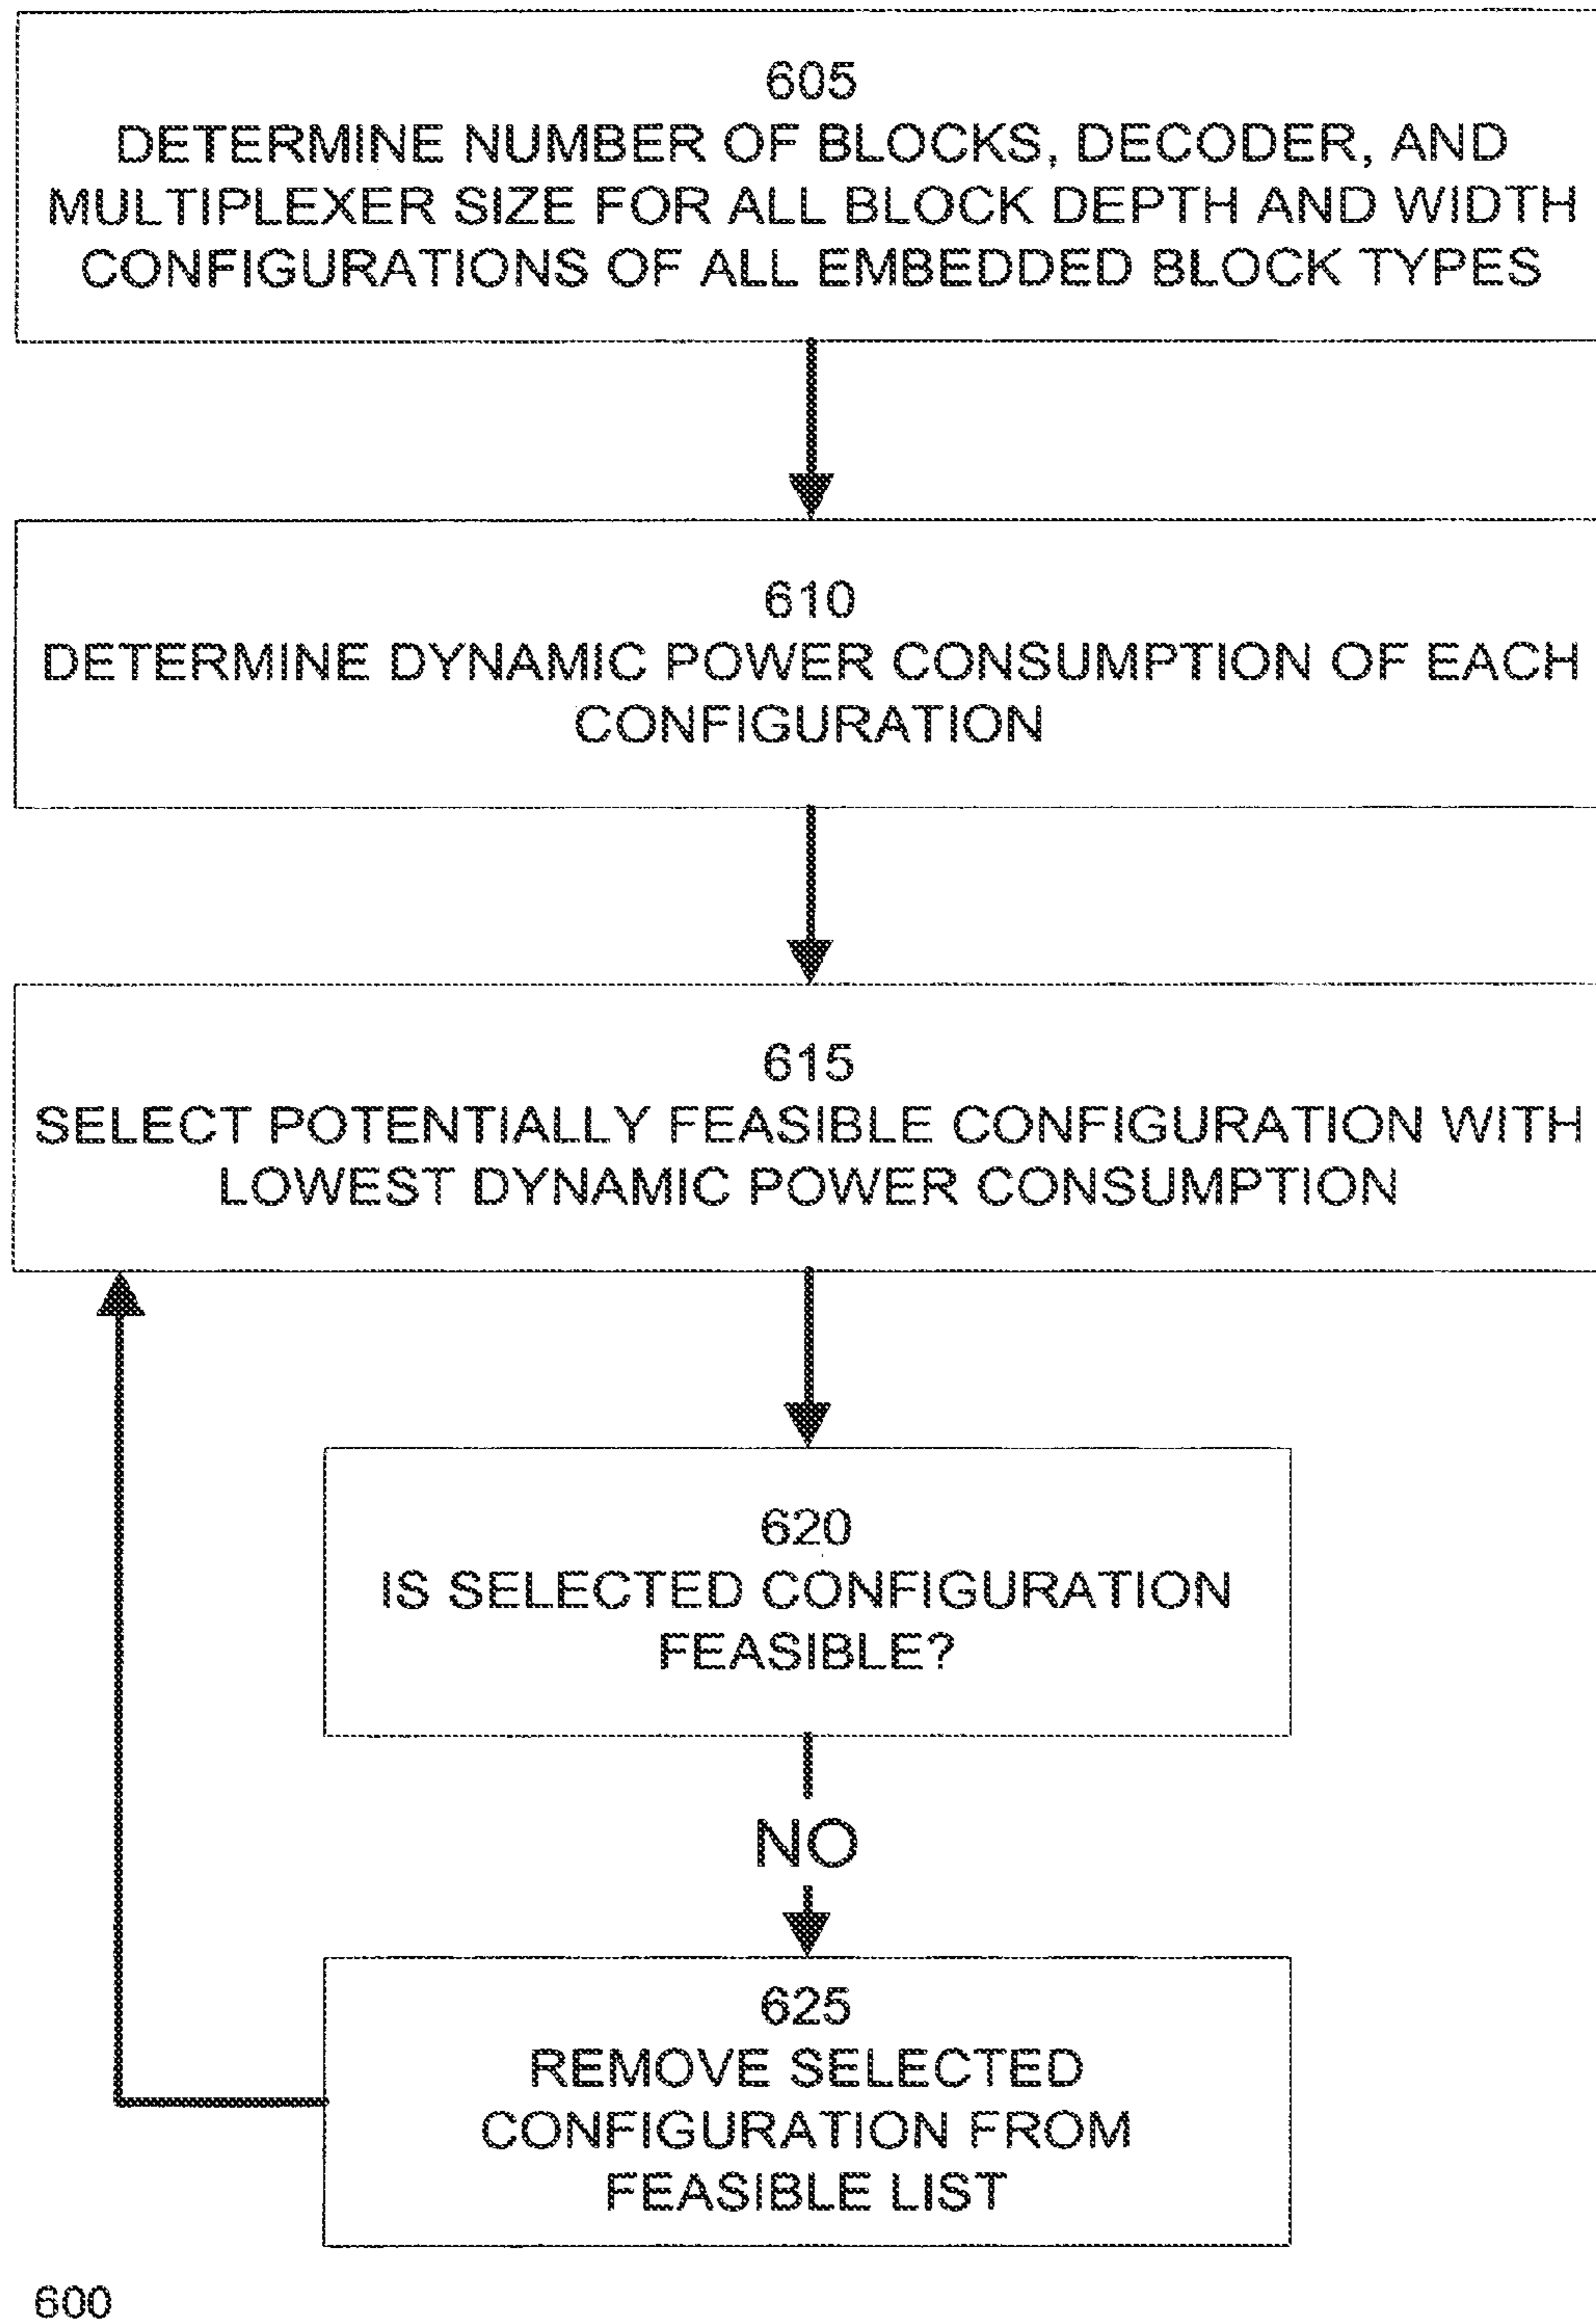 605
DETERMINE NUMBER OF BLOCKS, DECODER, AND
MULTIPLEXER SIZE FOR ALL BLOCK DEPTH AND WIDTH
CONFIGURATIONS OF ALL EMBEDDED BLOCK TYPES
610
DETERMINE DYNAMIC POWER CONSUMPTION OF EACH
CONFIGURATION
615
SELECT POTENTIALLY FEASIBLE CONFIGURATION WITH
LOWEST DYNAMIC POWER CONSUMPTION
620
IS SELECTED CONFIGURATION
FEASIBLE?
NO
625
REMOVE SELECTED
CONFIGURATION FROM
FEASIBLE LIST
600